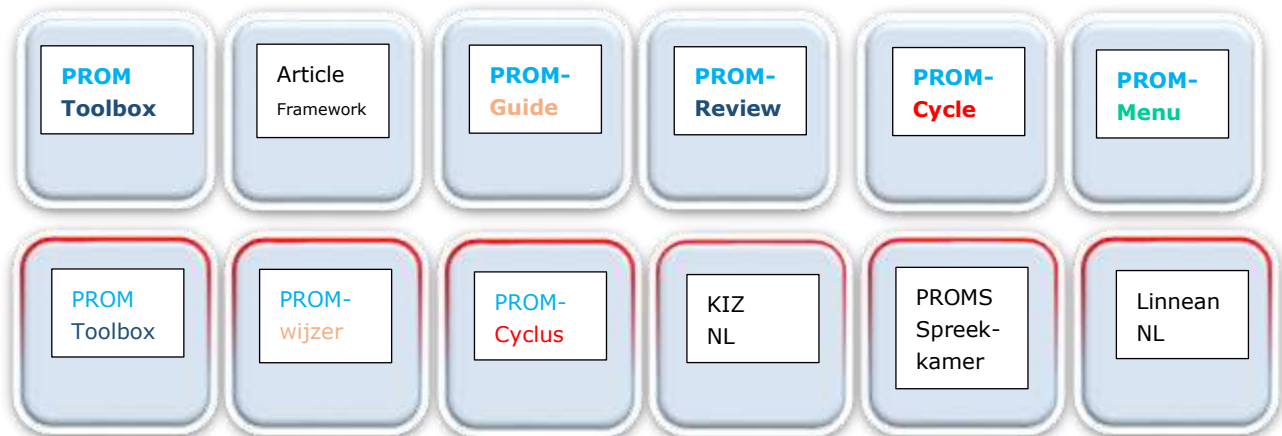 PROM
Toolbox
Article
Framework
PROM-
Guide
PROM-
Review
PROM-
Cycle
PROM-
Menu
PROM
Toolbox
PROM-
wijzer
PROM-
Cyclus
KIZ
NL
PROMS
Spreek-
kamer
Linnean
NL